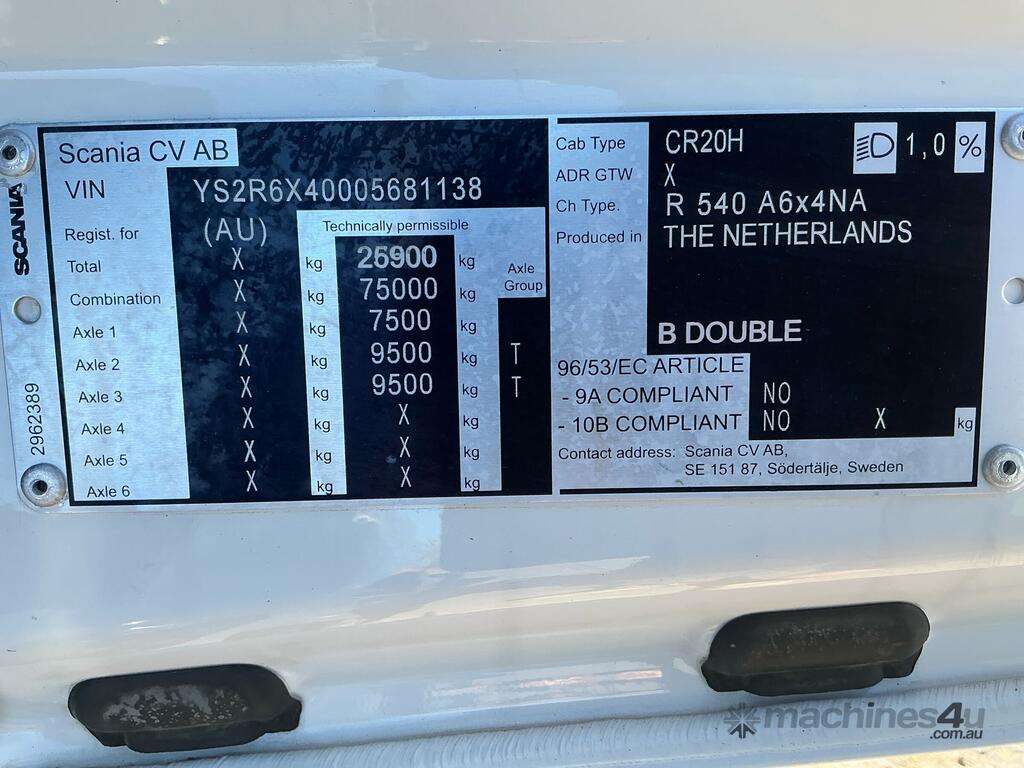 Scania CV AB
VIN YS2R6X40005681138
Regist. for (AU) Technically permissible
Total X kg 25900 kg Axle Group
Combination X kg 75000 kg
Axle 1 X kg 7500 kg
Axle 2 X kg 9500 kg T
Axle 3 X kg 9500 kg T
Axle 4 X kg X kg
Axle 5 X kg X kg
Axle 6 X kg X kg
SCANIA
2962389
Cab Type CR20H 1,0 %
ADR GTW X
Ch Type. R 540 A6x4NA
Produced in THE NETHERLANDS
B DOUBLE
96/53/EC ARTICLE
- 9A COMPLIANT NO
- 10B COMPLIANT NO X kg
Contact address: Scania CV AB,
SE 151 87, Södertälje, Sweden
machines4u
.com.au